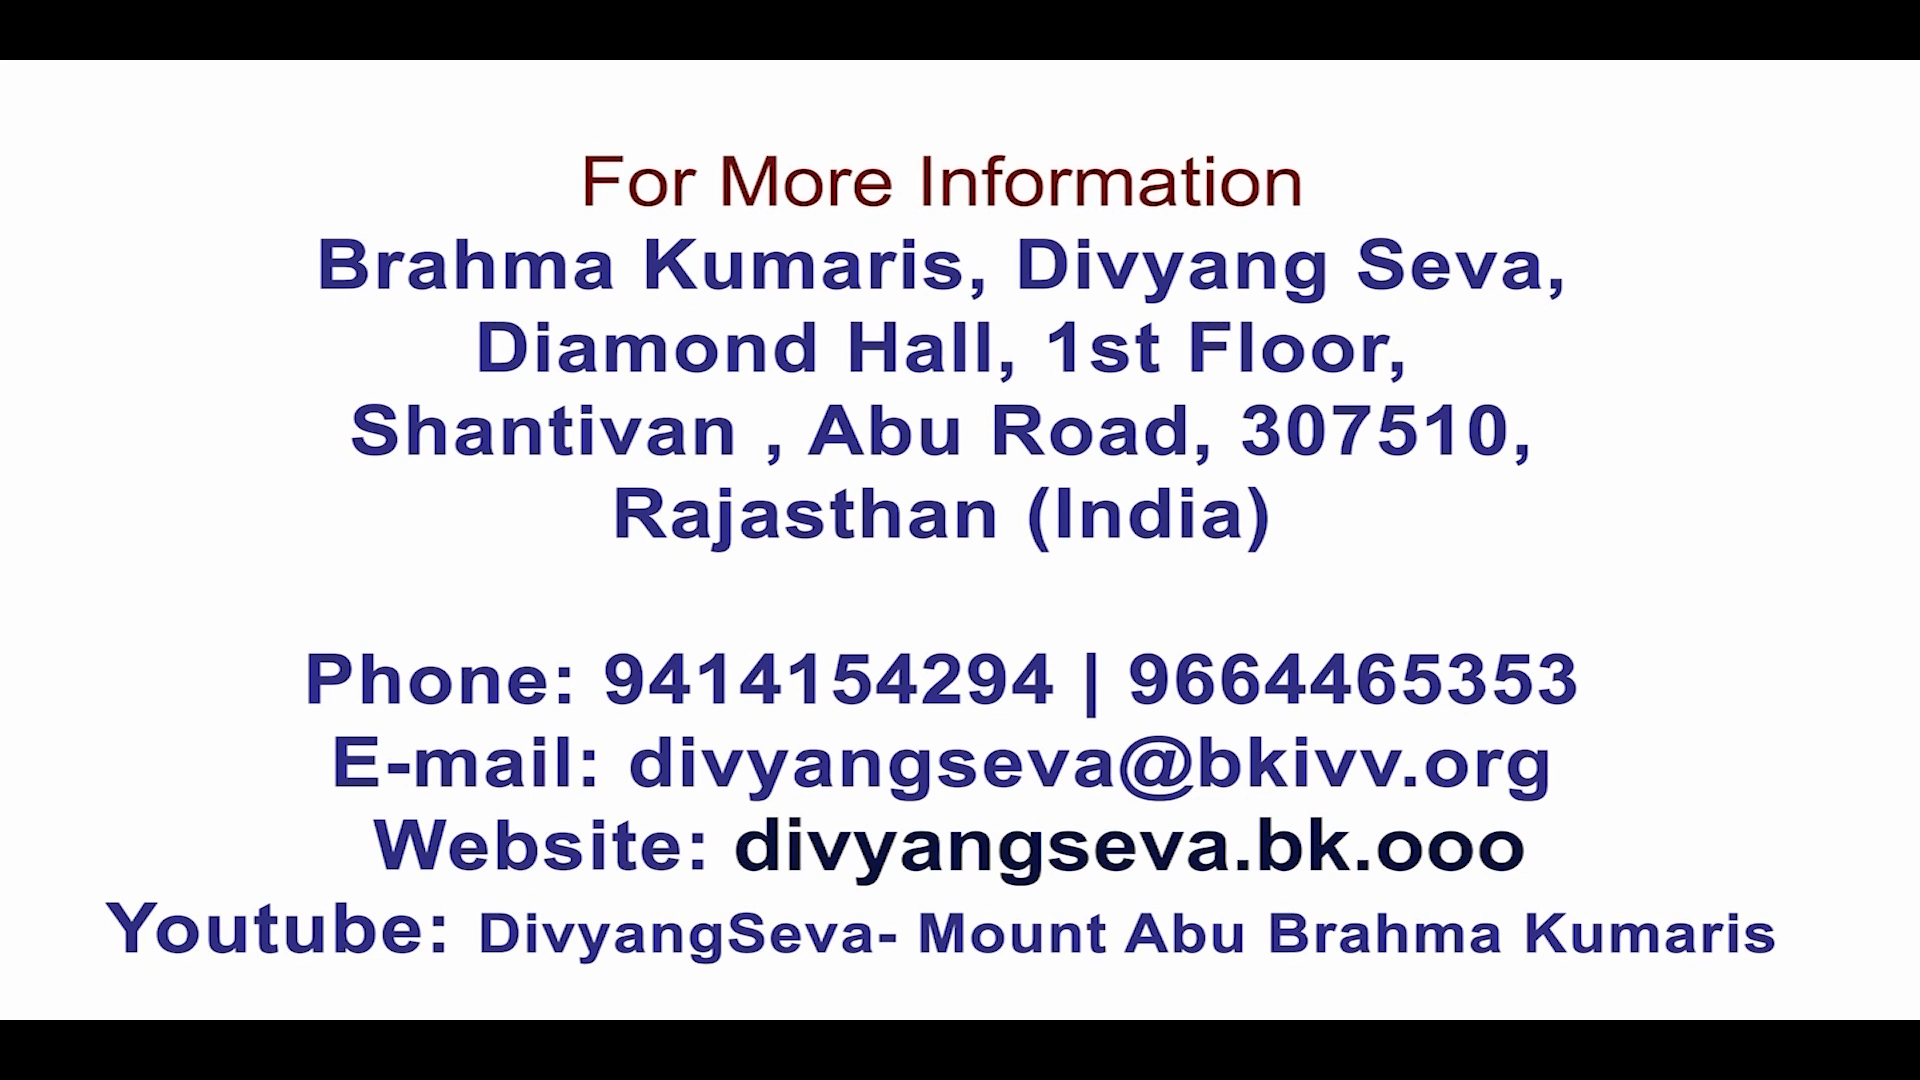 For More Information
Brahma Kumaris, Divyang Seva,
Diamond Hall, 1st Floor,
Shantivan , Abu Road, 307510,
Rajasthan (India)
Phone: 9414154294 | 9664465353
E-mail: divyangseva@bkivv.org
Website: divyangseva.bk.ooo
Youtube: DivyangSeva- Mount Abu Brahma Kumaris